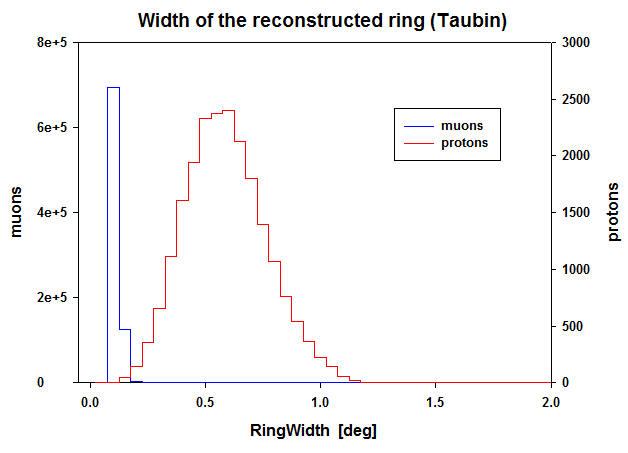 Width of the reconstructed ring (Taubin)
8e+5
6e+5
4e+5
2e+5
0
muons
3000
2500
2000
1500
1000
500
0
protons
muons
protons
0.0 0.5 1.0 1.5 2.0
RingWidth [deg]